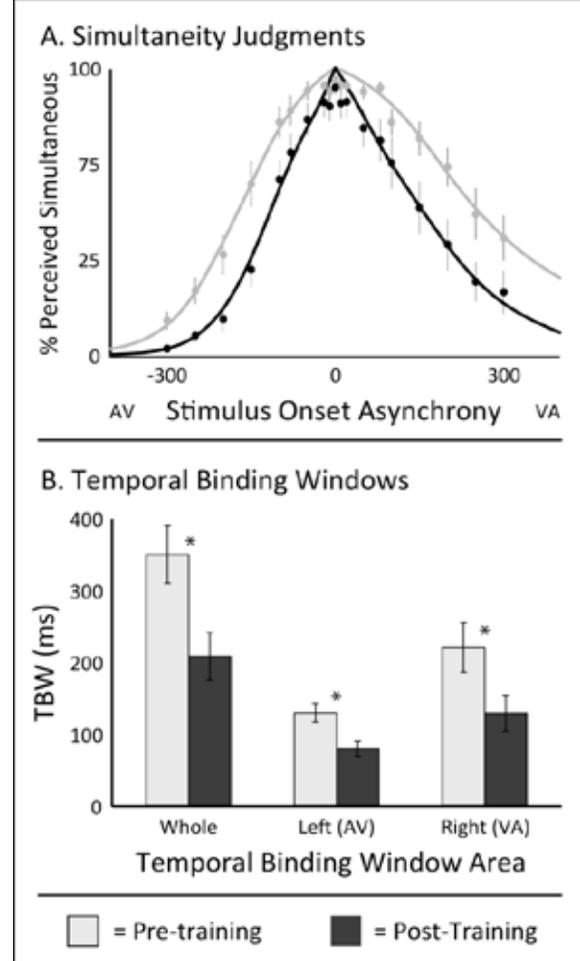 A. Simultaneity Judgments
% Perceived Simultaneous
100
75
25
0
-300
0
300
AV
Stimulus Onset Asynchrony
VA
B. Temporal Binding Windows
TBW (ms)
400
300
200
100
0
*
*
*
Whole
Left (AV)
Right (VA)
Temporal Binding Window Area
= Pre-training
= Post-Training